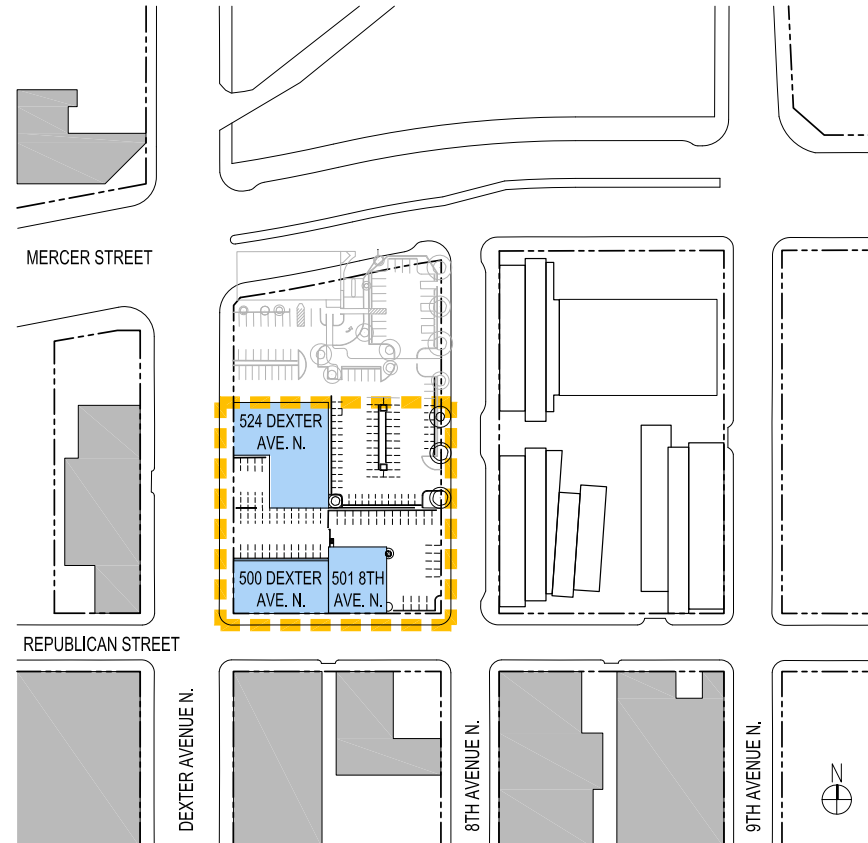 MERCER STREET
524 DEXTER
AVE. N.
500 DEXTER
AVE. N.
501 8TH
AVE. N.
REPUBLICAN STREET
DEXTER AVENUE N.
8TH AVENUE N.
9TH AVENUE N.
N